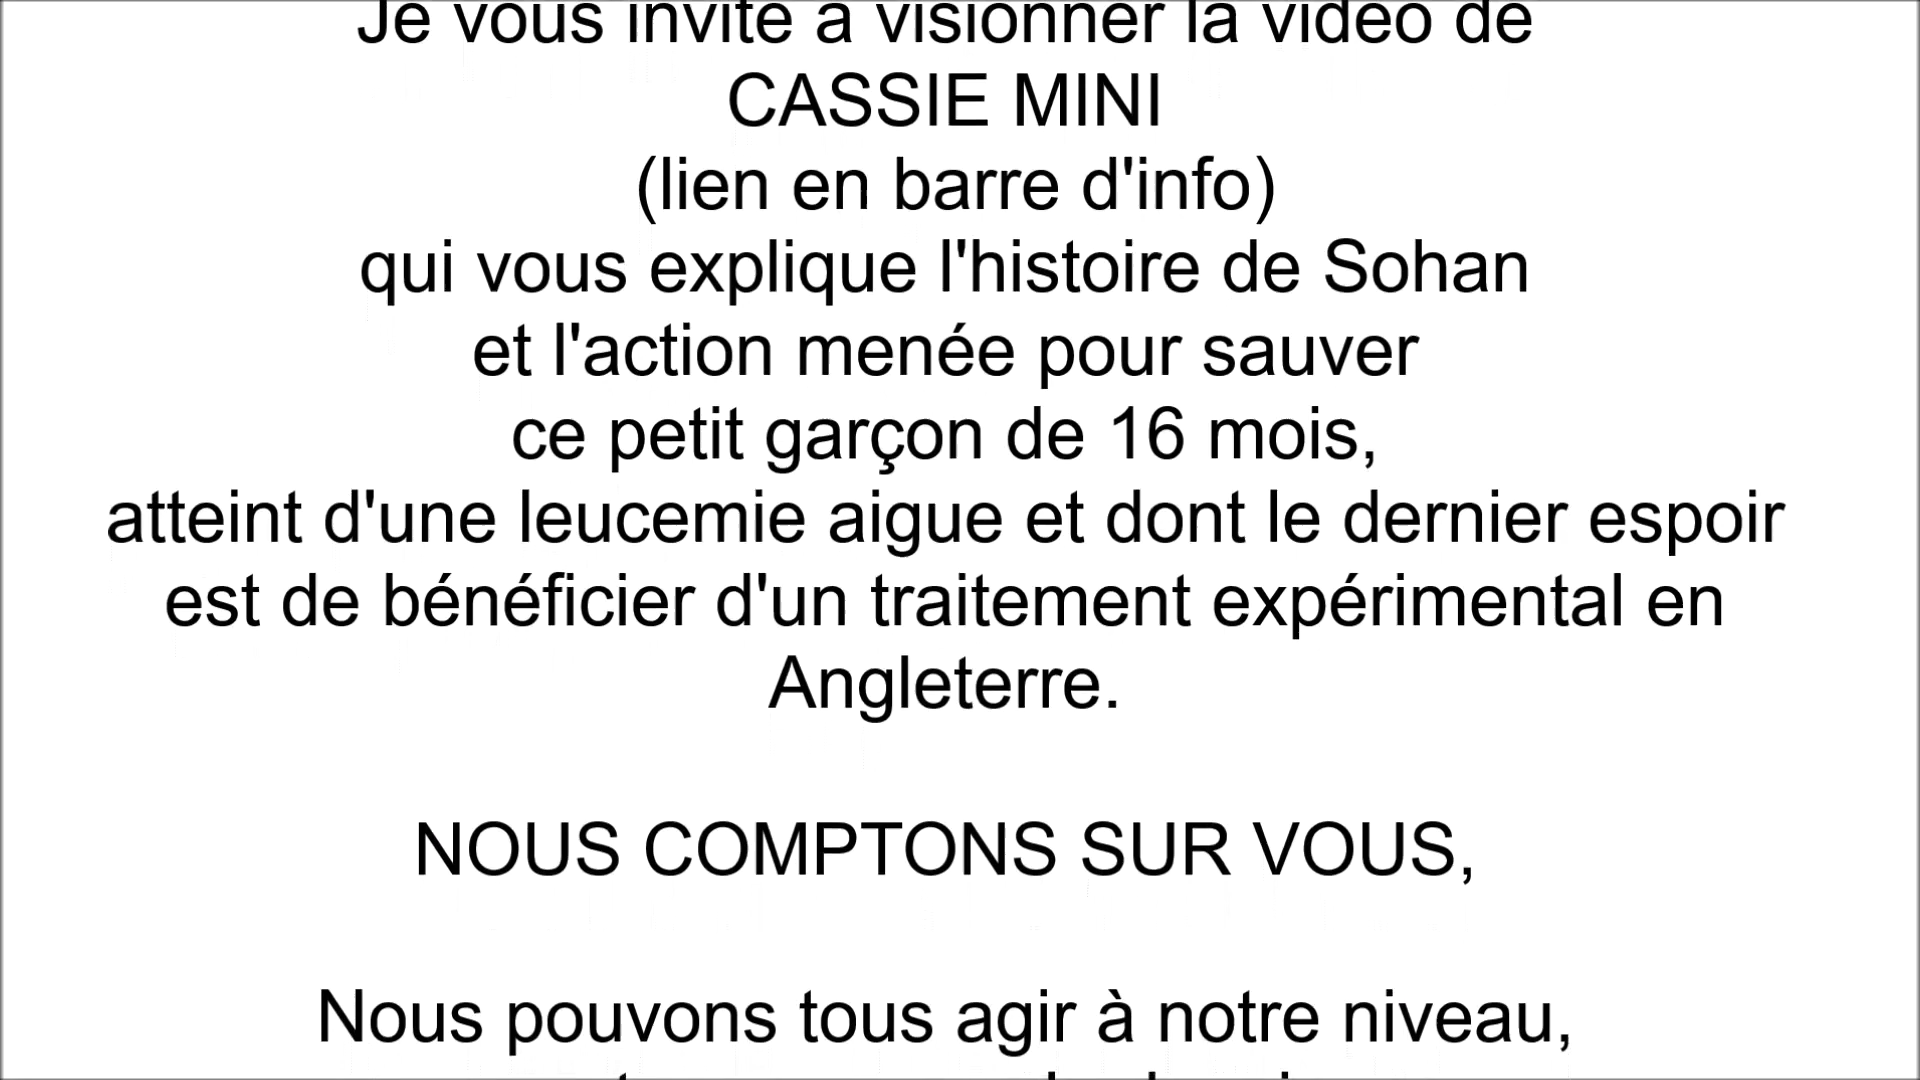 Je vous invite à visionner la vidéo de
CASSIE MINI
(lien en barre d'info)
qui vous explique l'histoire de Sohan
et l'action menée pour sauver
ce petit garçon de 16 mois,
atteint d'une leucemie aigue et dont le dernier espoir
est de bénéficier d'un traitement expérimental en
Angleterre.
NOUS COMPTONS SUR VOUS,
Nous pouvons tous agir à notre niveau,